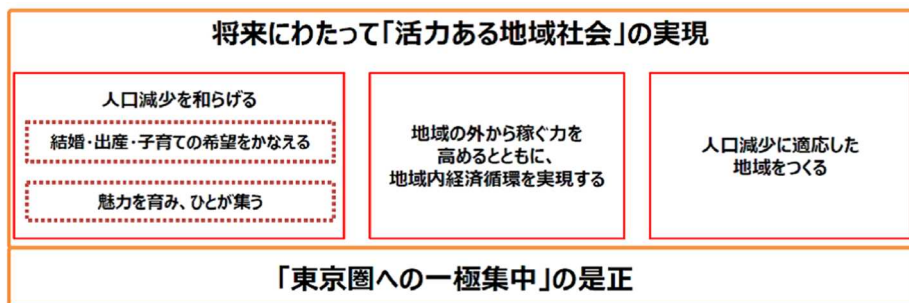 将来にわたって「活力ある地域社会」の実現
人口減少を和らげる
結婚・出産・子育ての希望をかなえる
魅力を育み、ひとが集う
地域の外から稼ぐ力を
高めるとともに、
地域内経済循環を実現する
人口減少に適応した
地域をつくる
「東京圏への一極集中」の是正